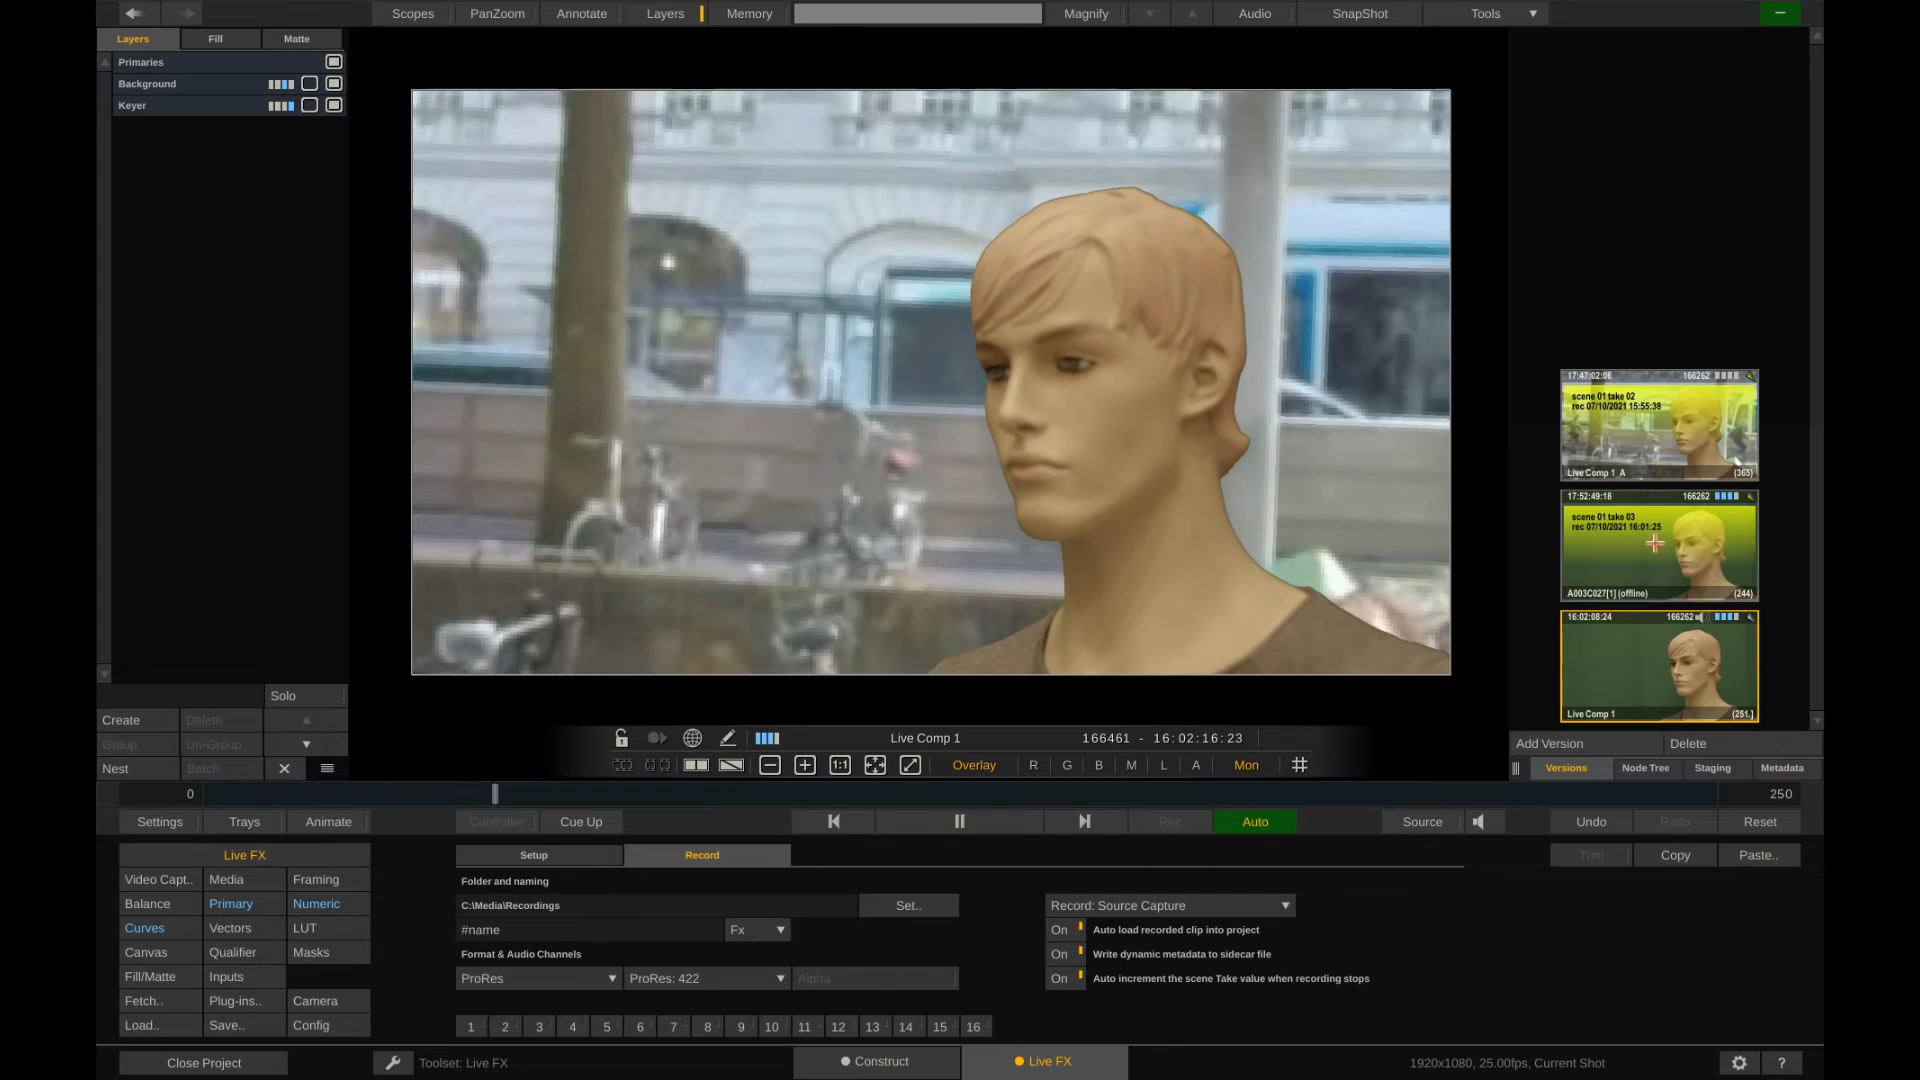 Scopes PanZoom Annotate Layers Memory Magnify Audio SnapShot Tools
Layers Fill Matte
Primaries
Background
Keyer
17:47:02:06 166262
scene 01 take 02
rec 07/10/2021 15:55:38
Live Comp 1_A (365)
17:52:49:18 166262
scene 01 take 03
rec 07/10/2021 16:01:25
A003C027[1] (offline) (244)
16:02:08:24 166262
Live Comp 1 (251.]
Solo
Create Delete
Group Un-Group
Nest Batch
Live Comp 1 166461 - 16:02:16:23
1:1 Overlay R G B M L A Mon
Add Version Delete
Versions Node Tree Staging Metadata
0 250
Settings Trays Animate Controller Cue Up Rec Auto Source Undo Redo Reset
Live FX Setup Record Trim Copy Paste..
Video Capt.. Media Framing
Balance Primary Numeric
Curves Vectors LUT
Canvas Qualifier Masks
Fill/Matte Inputs
Fetch.. Plug-ins.. Camera
Load.. Save.. Config
Folder and naming
C:\Media\Recordings Set..
#name Fx
Format & Audio Channels
ProRes ProRes: 422 Alpha
1 2 3 4 5 6 7 8 9 10 11 12 13 14 15 16
Record: Source Capture
On Auto load recorded clip into project
On Write dynamic metadata to sidecar file
On Auto increment the scene Take value when recording stops
Close Project Toolset: Live FX Construct Live FX 1920x1080, 25.00fps, Current Shot ?